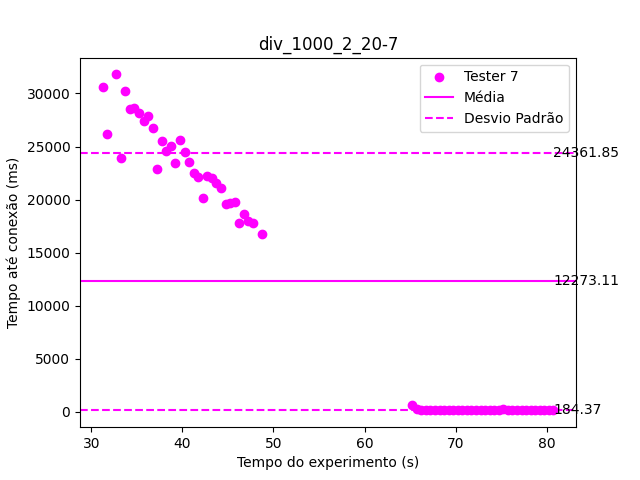 div_1000_2_20-7
Tester 7
Média
Desvio Padrão
30000
25000
20000
15000
10000
5000
0
24361.85
12273.11
184.37
Tempo até conexão (ms)
30
40
50
60
70
80
Tempo do experimento (s)